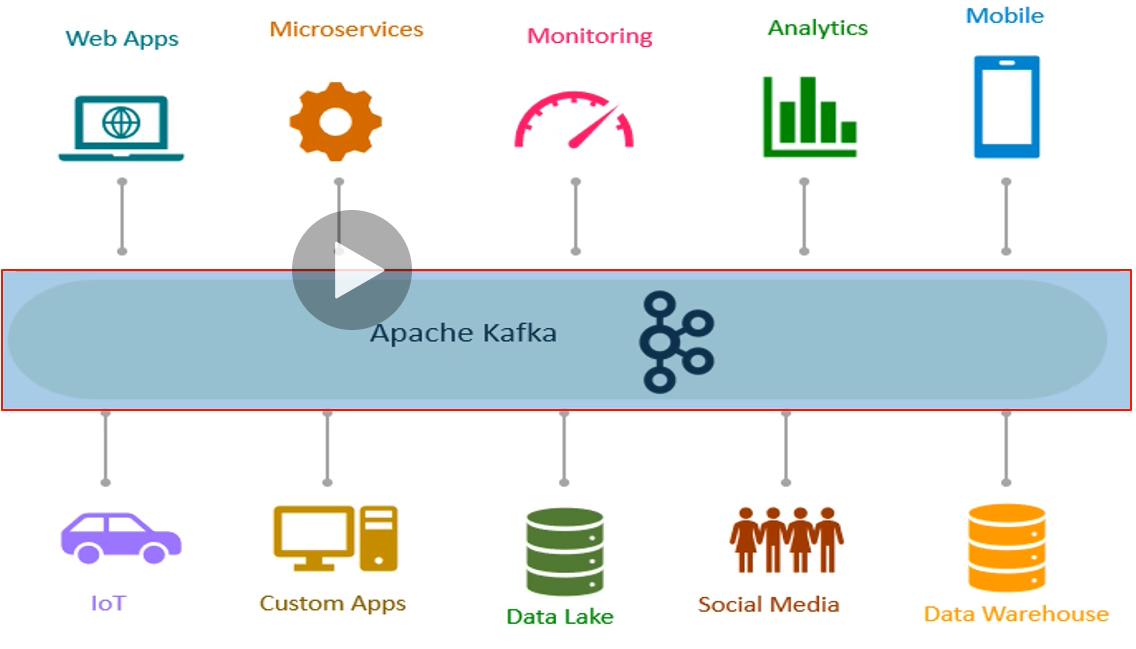 Web Apps
Microservices
Monitoring
Analytics
Mobile
Apache Kafka
IoT
Custom Apps
Data Lake
Social Media
Data Warehouse